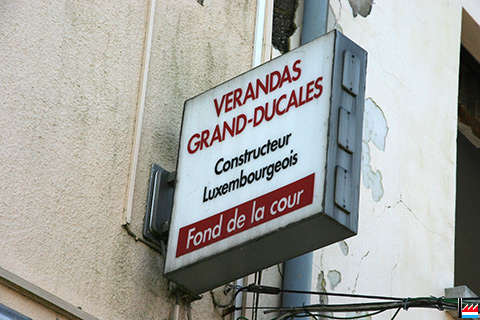 VERANDAS
GRAND-DUCALES
Constructeur
Luxembourgeois
Fond de la cour